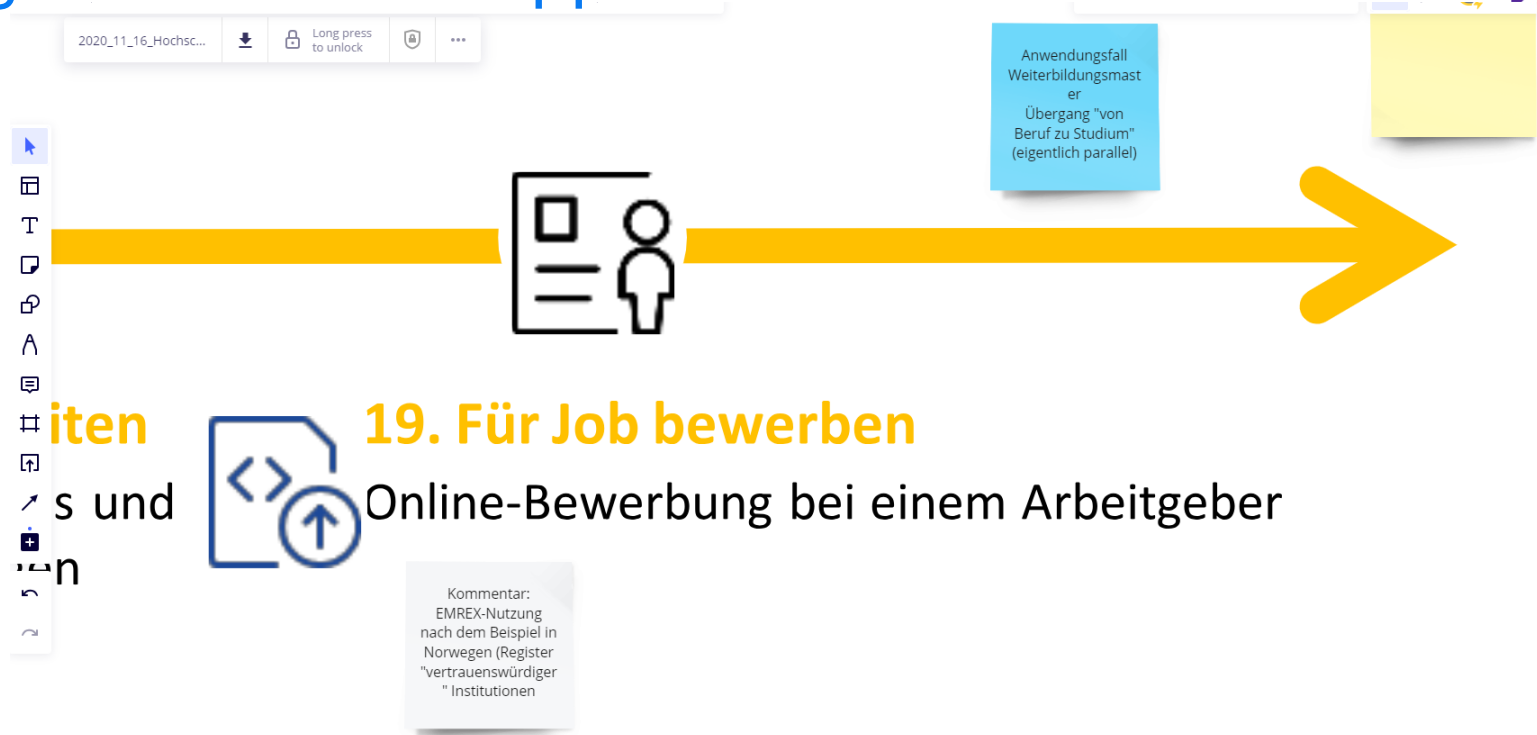 2020_11_16_Hochsc...
Long press
to unlock
Anwendungsfall
Weiterbildungsmast
er
Übergang "von
Beruf zu Studium"
(eigentlich parallel)
iten
19. Für Job bewerben
s und
Online-Bewerbung bei einem Arbeitgeber
en
Kommentar:
EMREX-Nutzung
nach dem Beispiel in
Norwegen (Register
"vertrauenswürdiger
" Institutionen